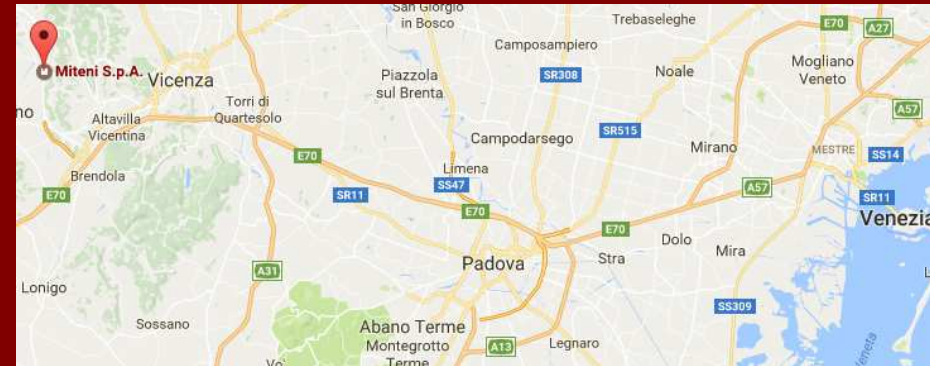 San Giorgio
in Bosco
Trebaseleghe
E70
A27
Camposampiero
Mogliano
Veneto
Miteni S.p.A.
Vicenza
Piazzola
sul Brenta
SR308
Noale
Torri di
Quartesolo
A57
no
Altavilla
Vicentina
SR515
Campodarsego
Mirano
MESTRE
SS14
E70
Limena
Brendola
SS47
A57
E70
SR11
SR11
E70
Venezia
E70
Dolo
Mira
Padova
Stra
A31
Lonigo
L
SS309
Sossano
Abano Terme
Montegrotto
Terme
A13
Legnaro
Vo'